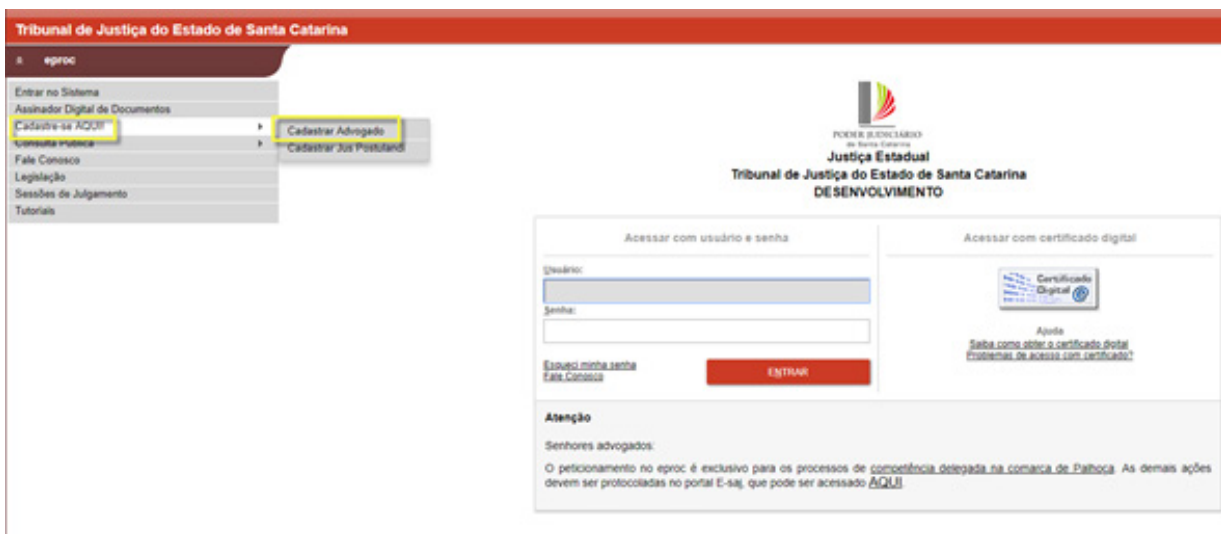 Tribunal de Justiça do Estado de Santa Catarina
eproc
Entrar no Sistema
Assinador Digital de Documentos
Cadastre-se AQUI!
Consulta Pública
Fale Conosco
Legislação
Sessões de Julgamento
Tutoriais
Cadastrar Advogado
Cadastrar Jus Postulandi
PODER JUDICIÁRIO
de Santa Catarina
Justiça Estadual
Tribunal de Justiça do Estado de Santa Catarina
DESENVOLVIMENTO
Acessar com usuário e senha
Usuário:
Senha:
Esqueci minha senha
Fale Conosco
ENTRAR
Acessar com certificado digital
Certificado
Digital
Ajuda
Saiba como obter o certificado digital
Problemas de acesso com certificado?
Atenção
Senhores advogados:
O peticionamento no eproc é exclusivo para os processos de competência delegada na comarca de Palhoça. As demais ações
devem ser protocoladas no portal E-saj, que pode ser acessado AQUI.